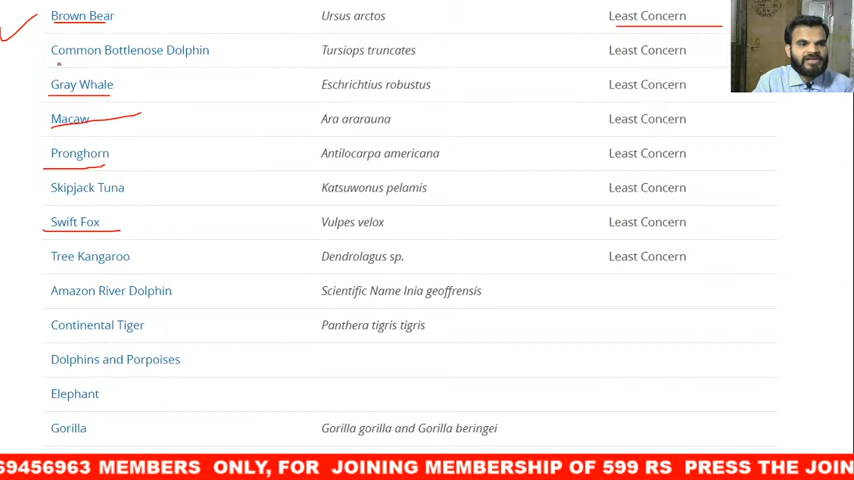 Brown Bear Ursus arctos Least Concern
Common Bottlenose Dolphin Tursiops truncates Least Concern
Gray Whale Eschrichtius robustus Least Concern
Macaw Ara ararauna Least Concern
Pronghorn Antilocarpa americana Least Concern
Skipjack Tuna Katsuwonus pelamis Least Concern
Swift Fox Vulpes velox Least Concern
Tree Kangaroo Dendrolagus sp. Least Concern
Amazon River Dolphin Scientific Name Inia geoffrensis
Continental Tiger Panthera tigris tigris
Dolphins and Porpoises
Elephant
Gorilla Gorilla gorilla and Gorilla beringei
69456963 MEMBERS ONLY, FOR JOINING MEMBERSHIP OF 599 RS PRESS THE JOIN